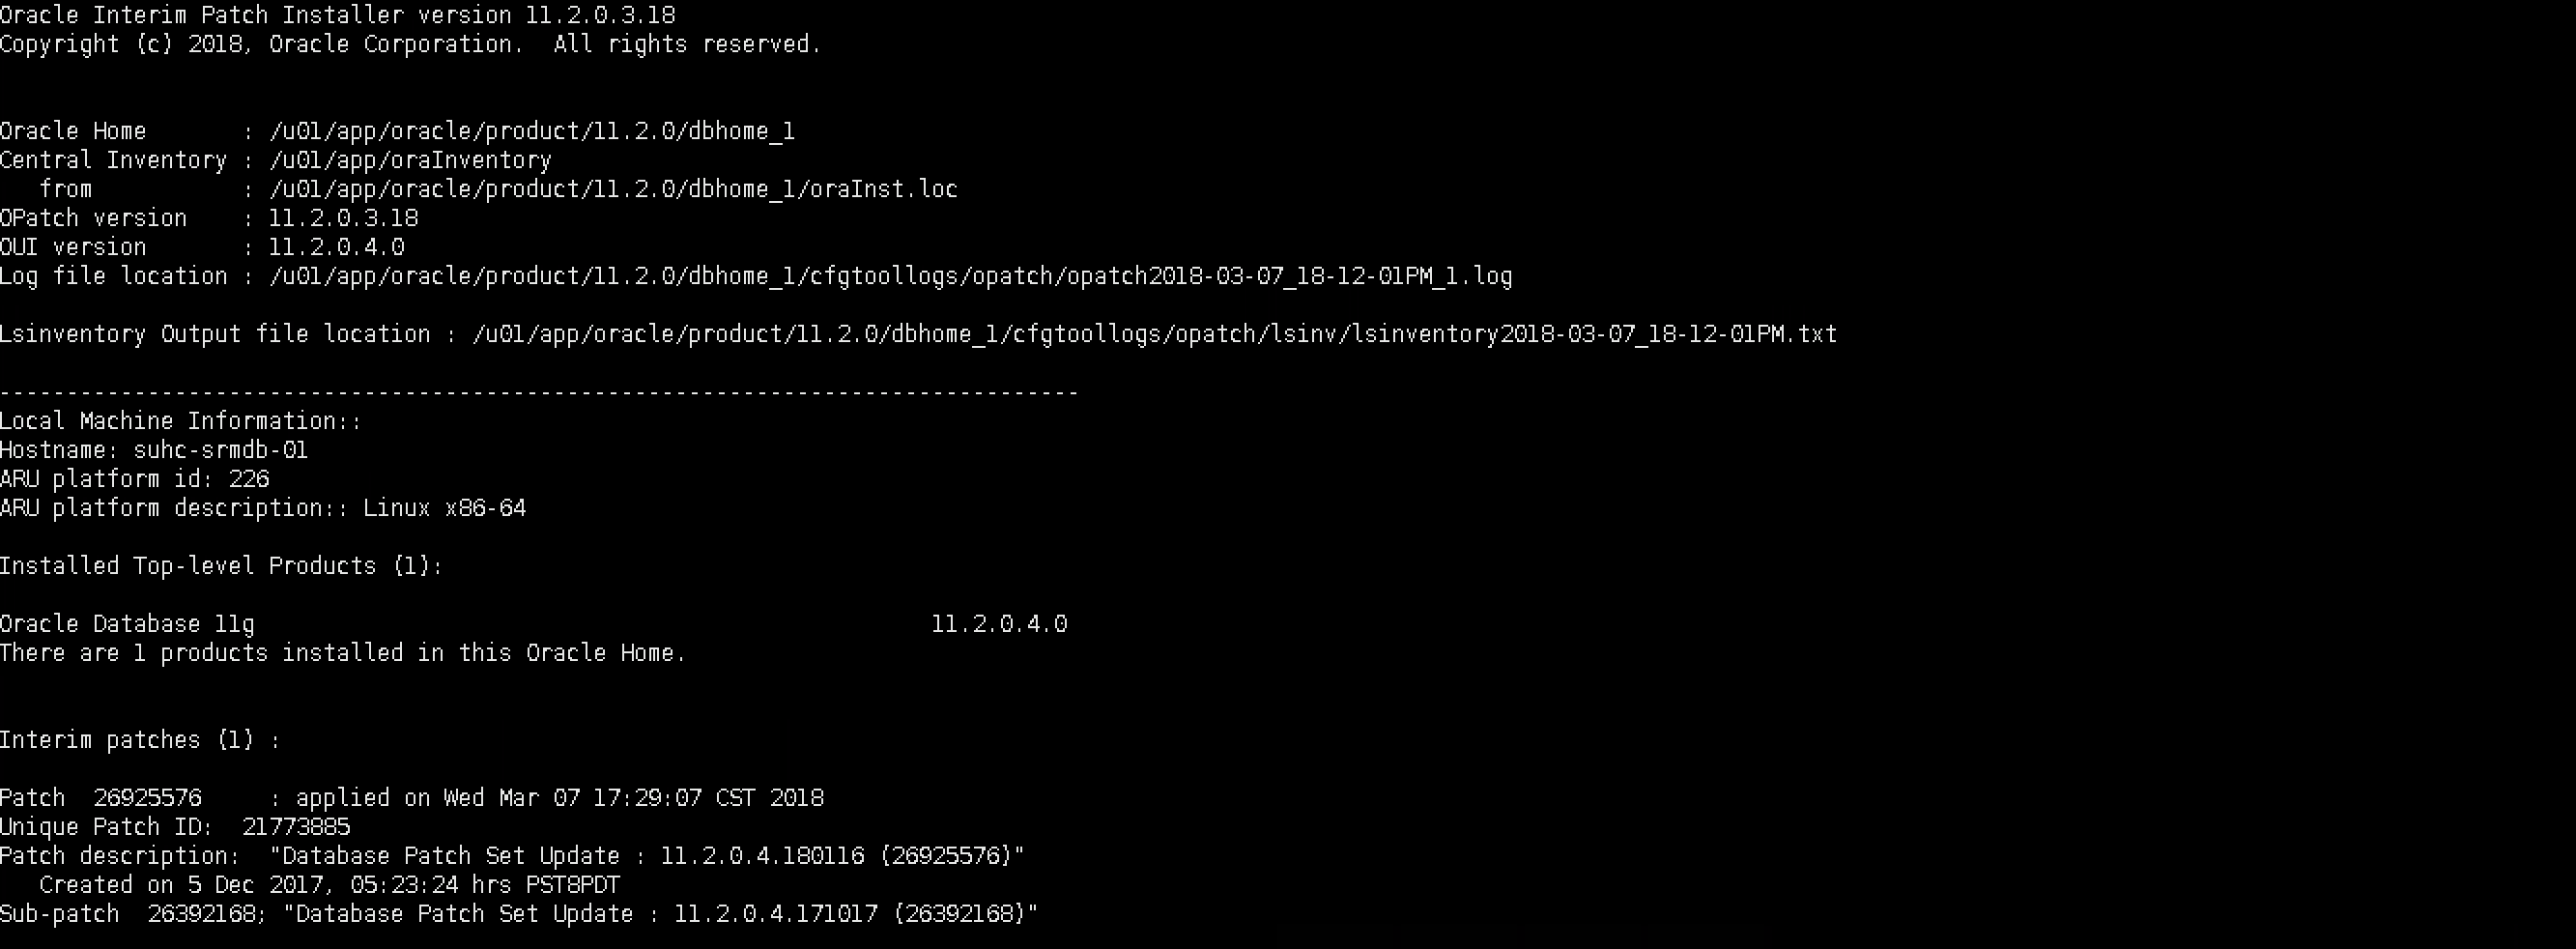 Oracle Interim Patch Installer version 11.2.0.3.18
Copyright (c) 2018, Oracle Corporation.  All rights reserved.
Oracle Home       : /u01/app/oracle/product/11.2.0/dbhome_1
Central Inventory : /u01/app/oraInventory
   from           : /u01/app/oracle/product/11.2.0/dbhome_1/oraInst.loc
OPatch version    : 11.2.0.3.18
OUI version       : 11.2.0.4.0
Log file location : /u01/app/oracle/product/11.2.0/dbhome_1/cfgtoollogs/opatch/opatch2018-03-07_18-12-01PM_1.log
Lsinventory Output file location : /u01/app/oracle/product/11.2.0/dbhome_1/cfgtoollogs/opatch/lsinv/lsinventory2018-03-07_18-12-01PM.txt
--------------------------------------------------------------------------------
Local Machine Information::
Hostname: suhc-srmdb-01
ARU platform id: 226
ARU platform description:: Linux x86-64
Installed Top-level Products (1):
Oracle Database 11g                                                  11.2.0.4.0
There are 1 products installed in this Oracle Home.
Interim patches (1) :
Patch  26925576     : applied on Wed Mar 07 17:29:07 CST 2018
Unique Patch ID:  21773885
Patch description:  "Database Patch Set Update : 11.2.0.4.180116 (26925576)"
   Created on 5 Dec 2017, 05:23:24 hrs PST8PDT
Sub-patch  26392168; "Database Patch Set Update : 11.2.0.4.171017 (26392168)"